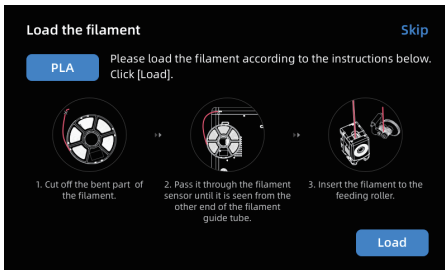 Load the filament
Skip
PLA
Please load the filament according to the instructions below.
Click [Load].
1. Cut off the bent part of
the filament.
2. Pass it through the filament
sensor until it is seen from the
other end of the filament
guide tube.
3. Insert the filament to the
feeding roller.
Load